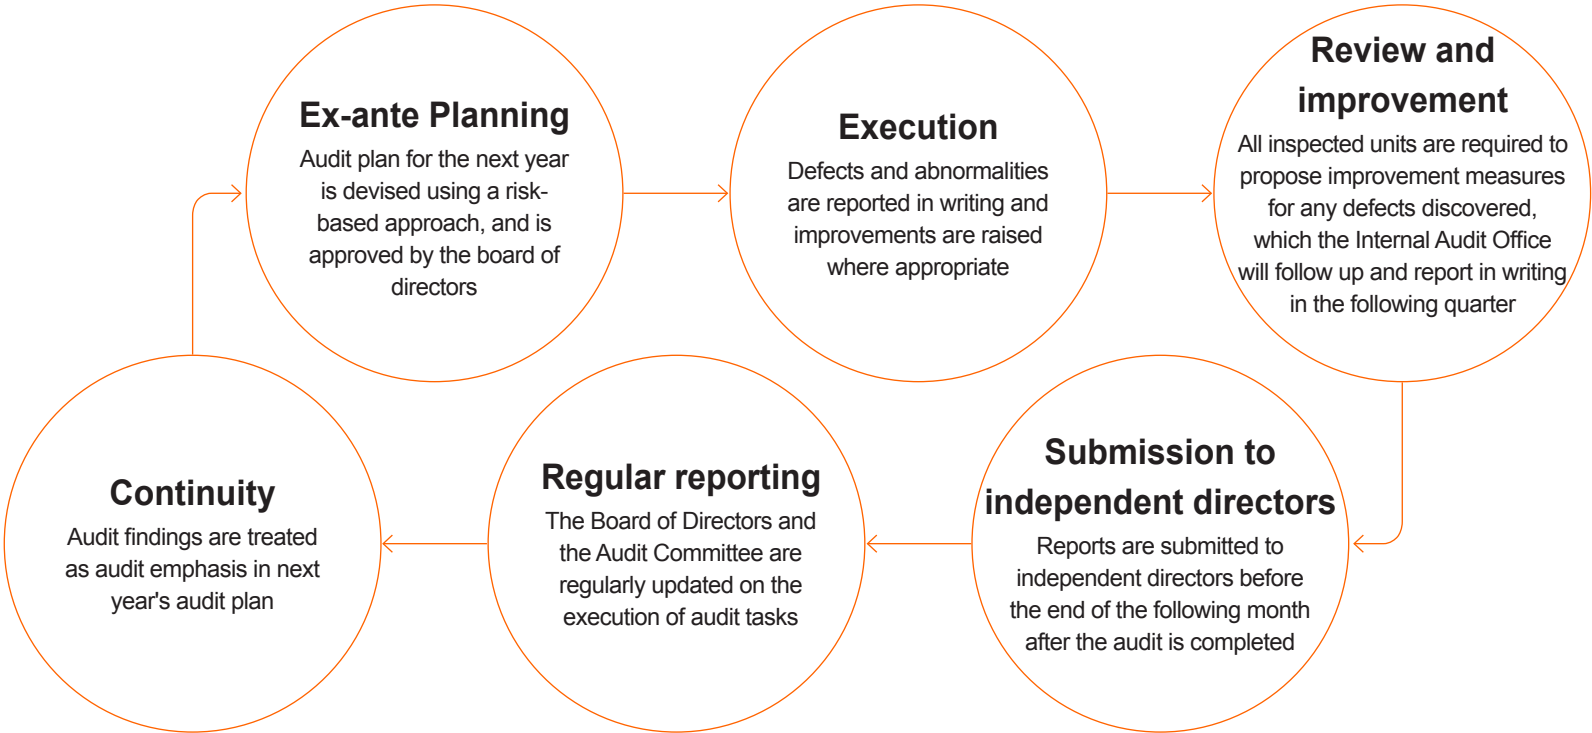 Ex-ante Planning
Audit plan for the next year
is devised using a risk-
based approach, and is
approved by the board of
directors
Execution
Defects and abnormalities
are reported in writing and
improvements are raised
where appropriate
Review and
improvement
All inspected units are required to
propose improvement measures
for any defects discovered,
which the Internal Audit Office
will follow up and report in writing
in the following quarter
Submission to
independent directors
Reports are submitted to
independent directors before
the end of the following month
after the audit is completed
Regular reporting
The Board of Directors and
the Audit Committee are
regularly updated on the
execution of audit tasks
Continuity
Audit findings are treated
as audit emphasis in next
year's audit plan